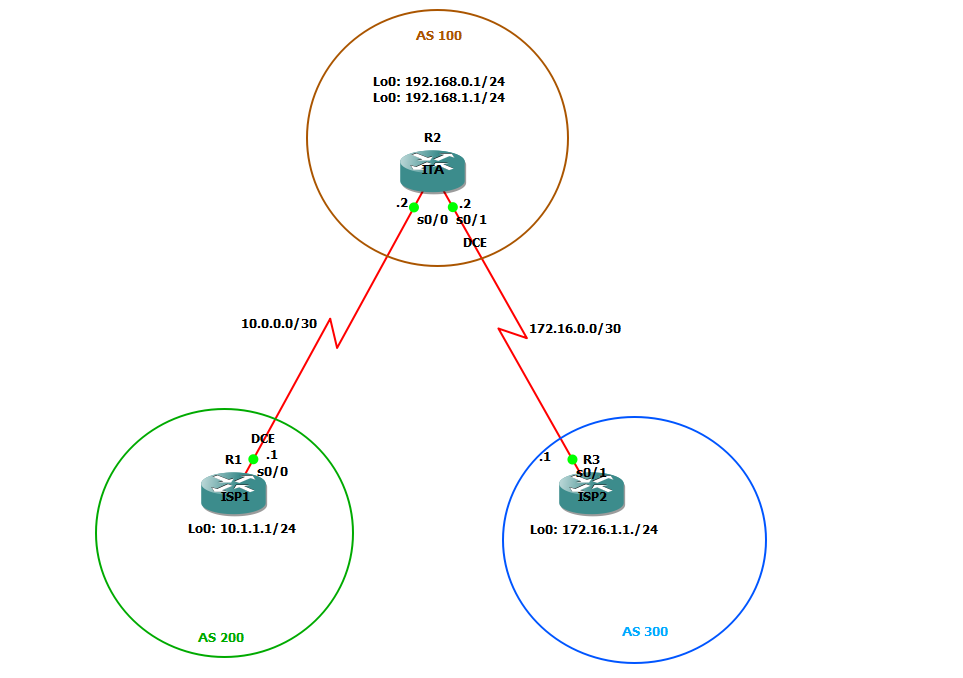 AS 100
Lo0: 192.168.0.1/24
Lo0: 192.168.1.1/24
R2
ITA
.2
.2
s0/0
s0/1
DCE
10.0.0.0/30
172.16.0.0/30
DCE
.1
R1
s0/0
ISP1
Lo0: 10.1.1.1/24
AS 200
.1
R3
s0/1
ISP2
Lo0: 172.16.1.1./24
AS 300